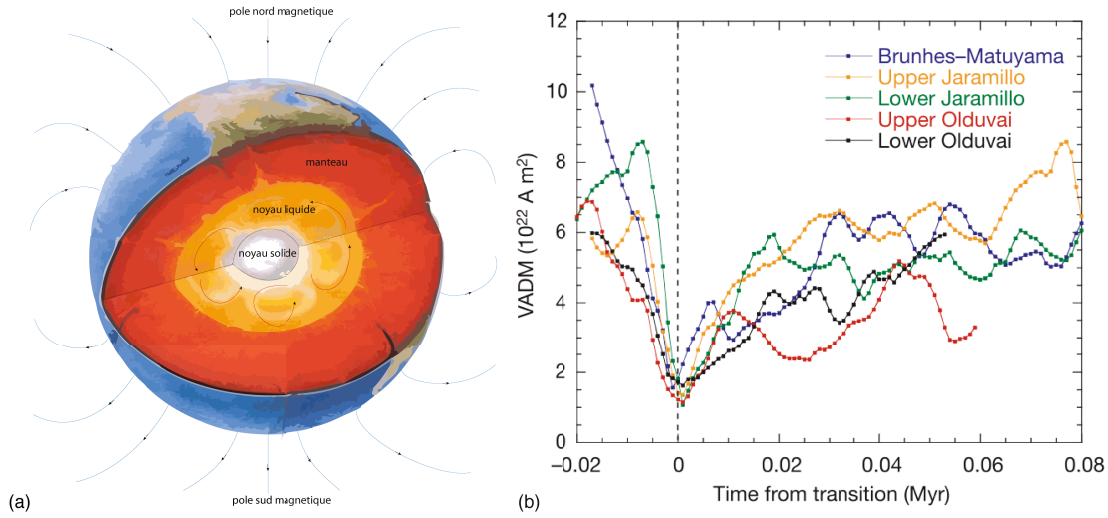 pole nord magnetique
manteau
noyau liquide
noyau solide
pole sud magnetique
(a)
12
10
8
6
4
2
0
VADM (10²² A m²)
Brunhes–Matuyama
Upper Jaramillo
Lower Jaramillo
Upper Olduvai
Lower Olduvai
–0.02
0
0.02
0.04
0.06
0.08
Time from transition (Myr)
(b)